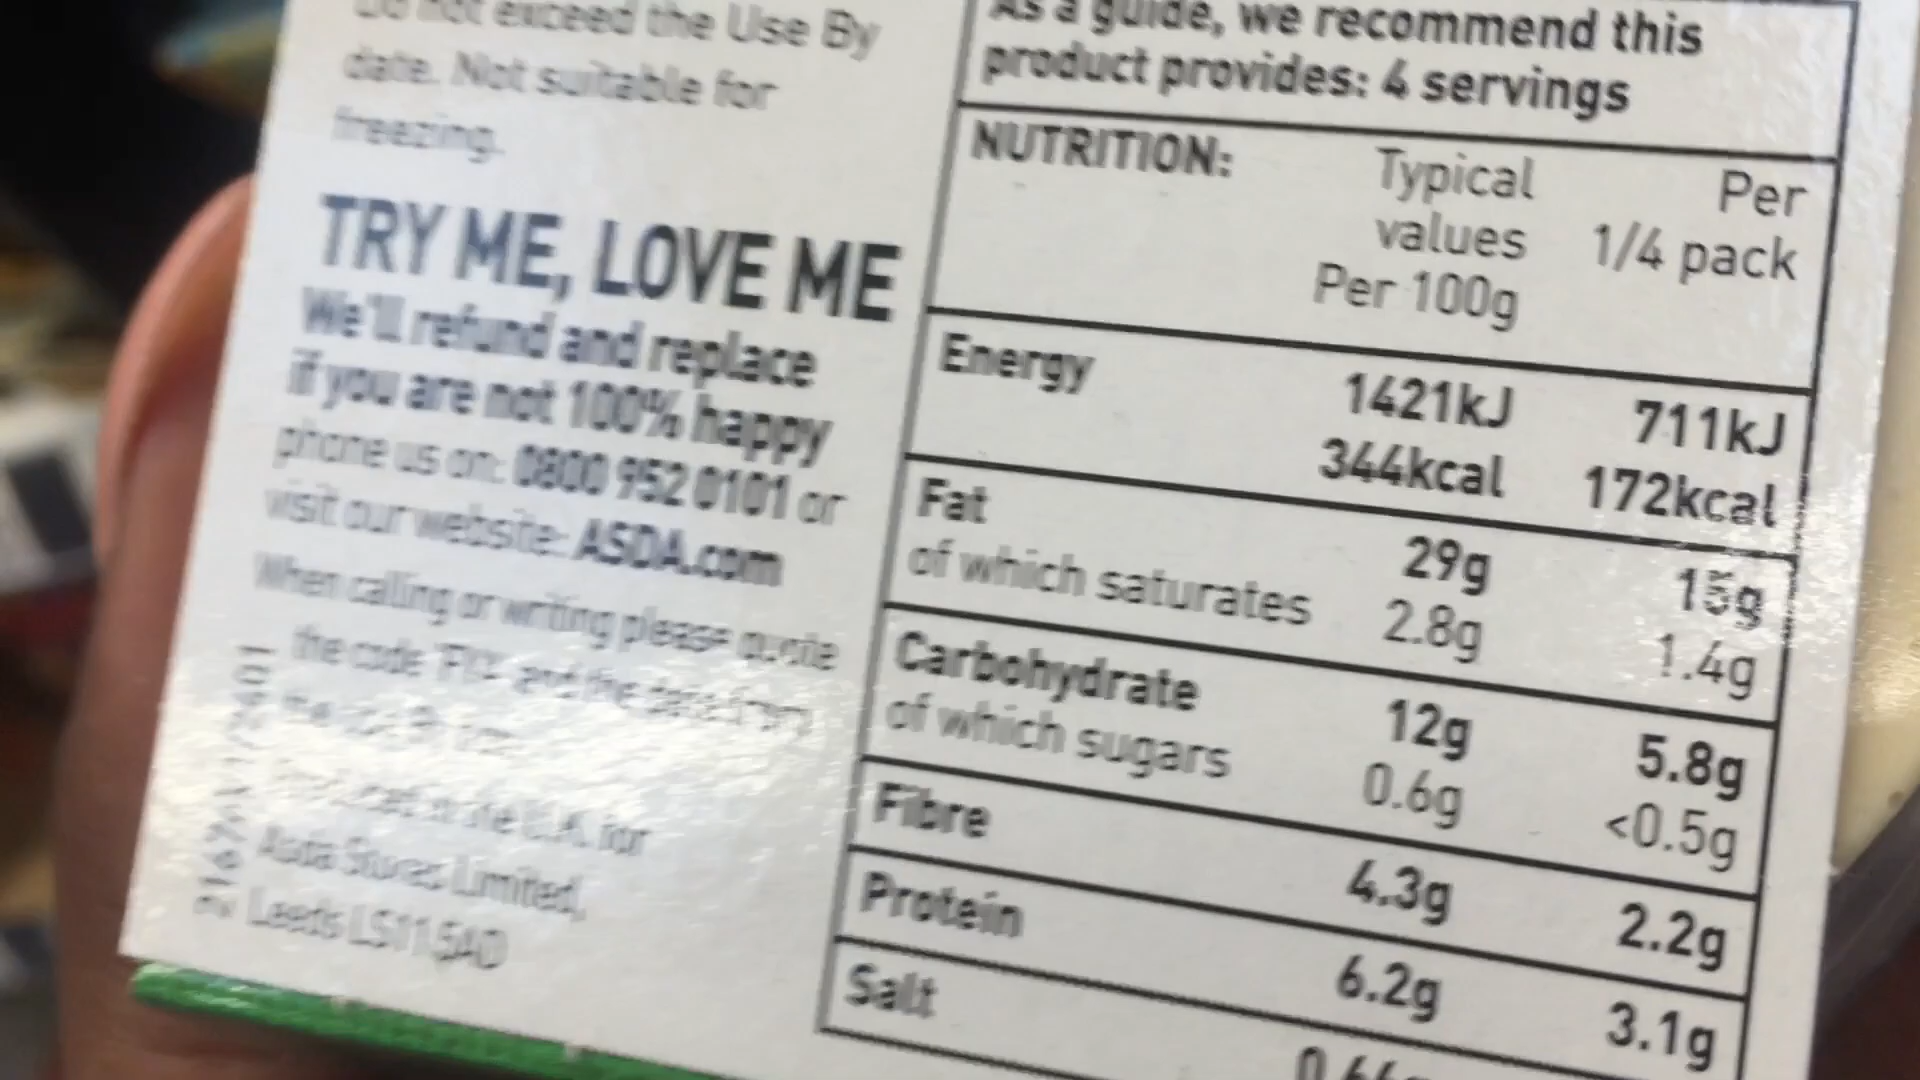 Do not exceed the Use By
date. Not suitable for
freezing.
TRY ME, LOVE ME
We'll refund and replace
if you are not 100% happy
phone us on: 0800 952 0101 or
visit our website: ASDA.com
When calling or writing please quote
the code and the date from
the Use By
Produced in the U.K. for
Asda Stores Limited,
Leeds LS11 5AD
As a guide, we recommend this
product provides: 4 servings
NUTRITION: Typical Per
values 1/4 pack
Per 100g
Energy 1421kJ 711kJ
344kcal 172kcal
Fat 29g 15g
of which saturates 2.8g 1.4g
Carbohydrate 12g 5.8g
of which sugars 0.6g <0.5g
Fibre 4.3g 2.2g
Protein 6.2g 3.1g
Salt